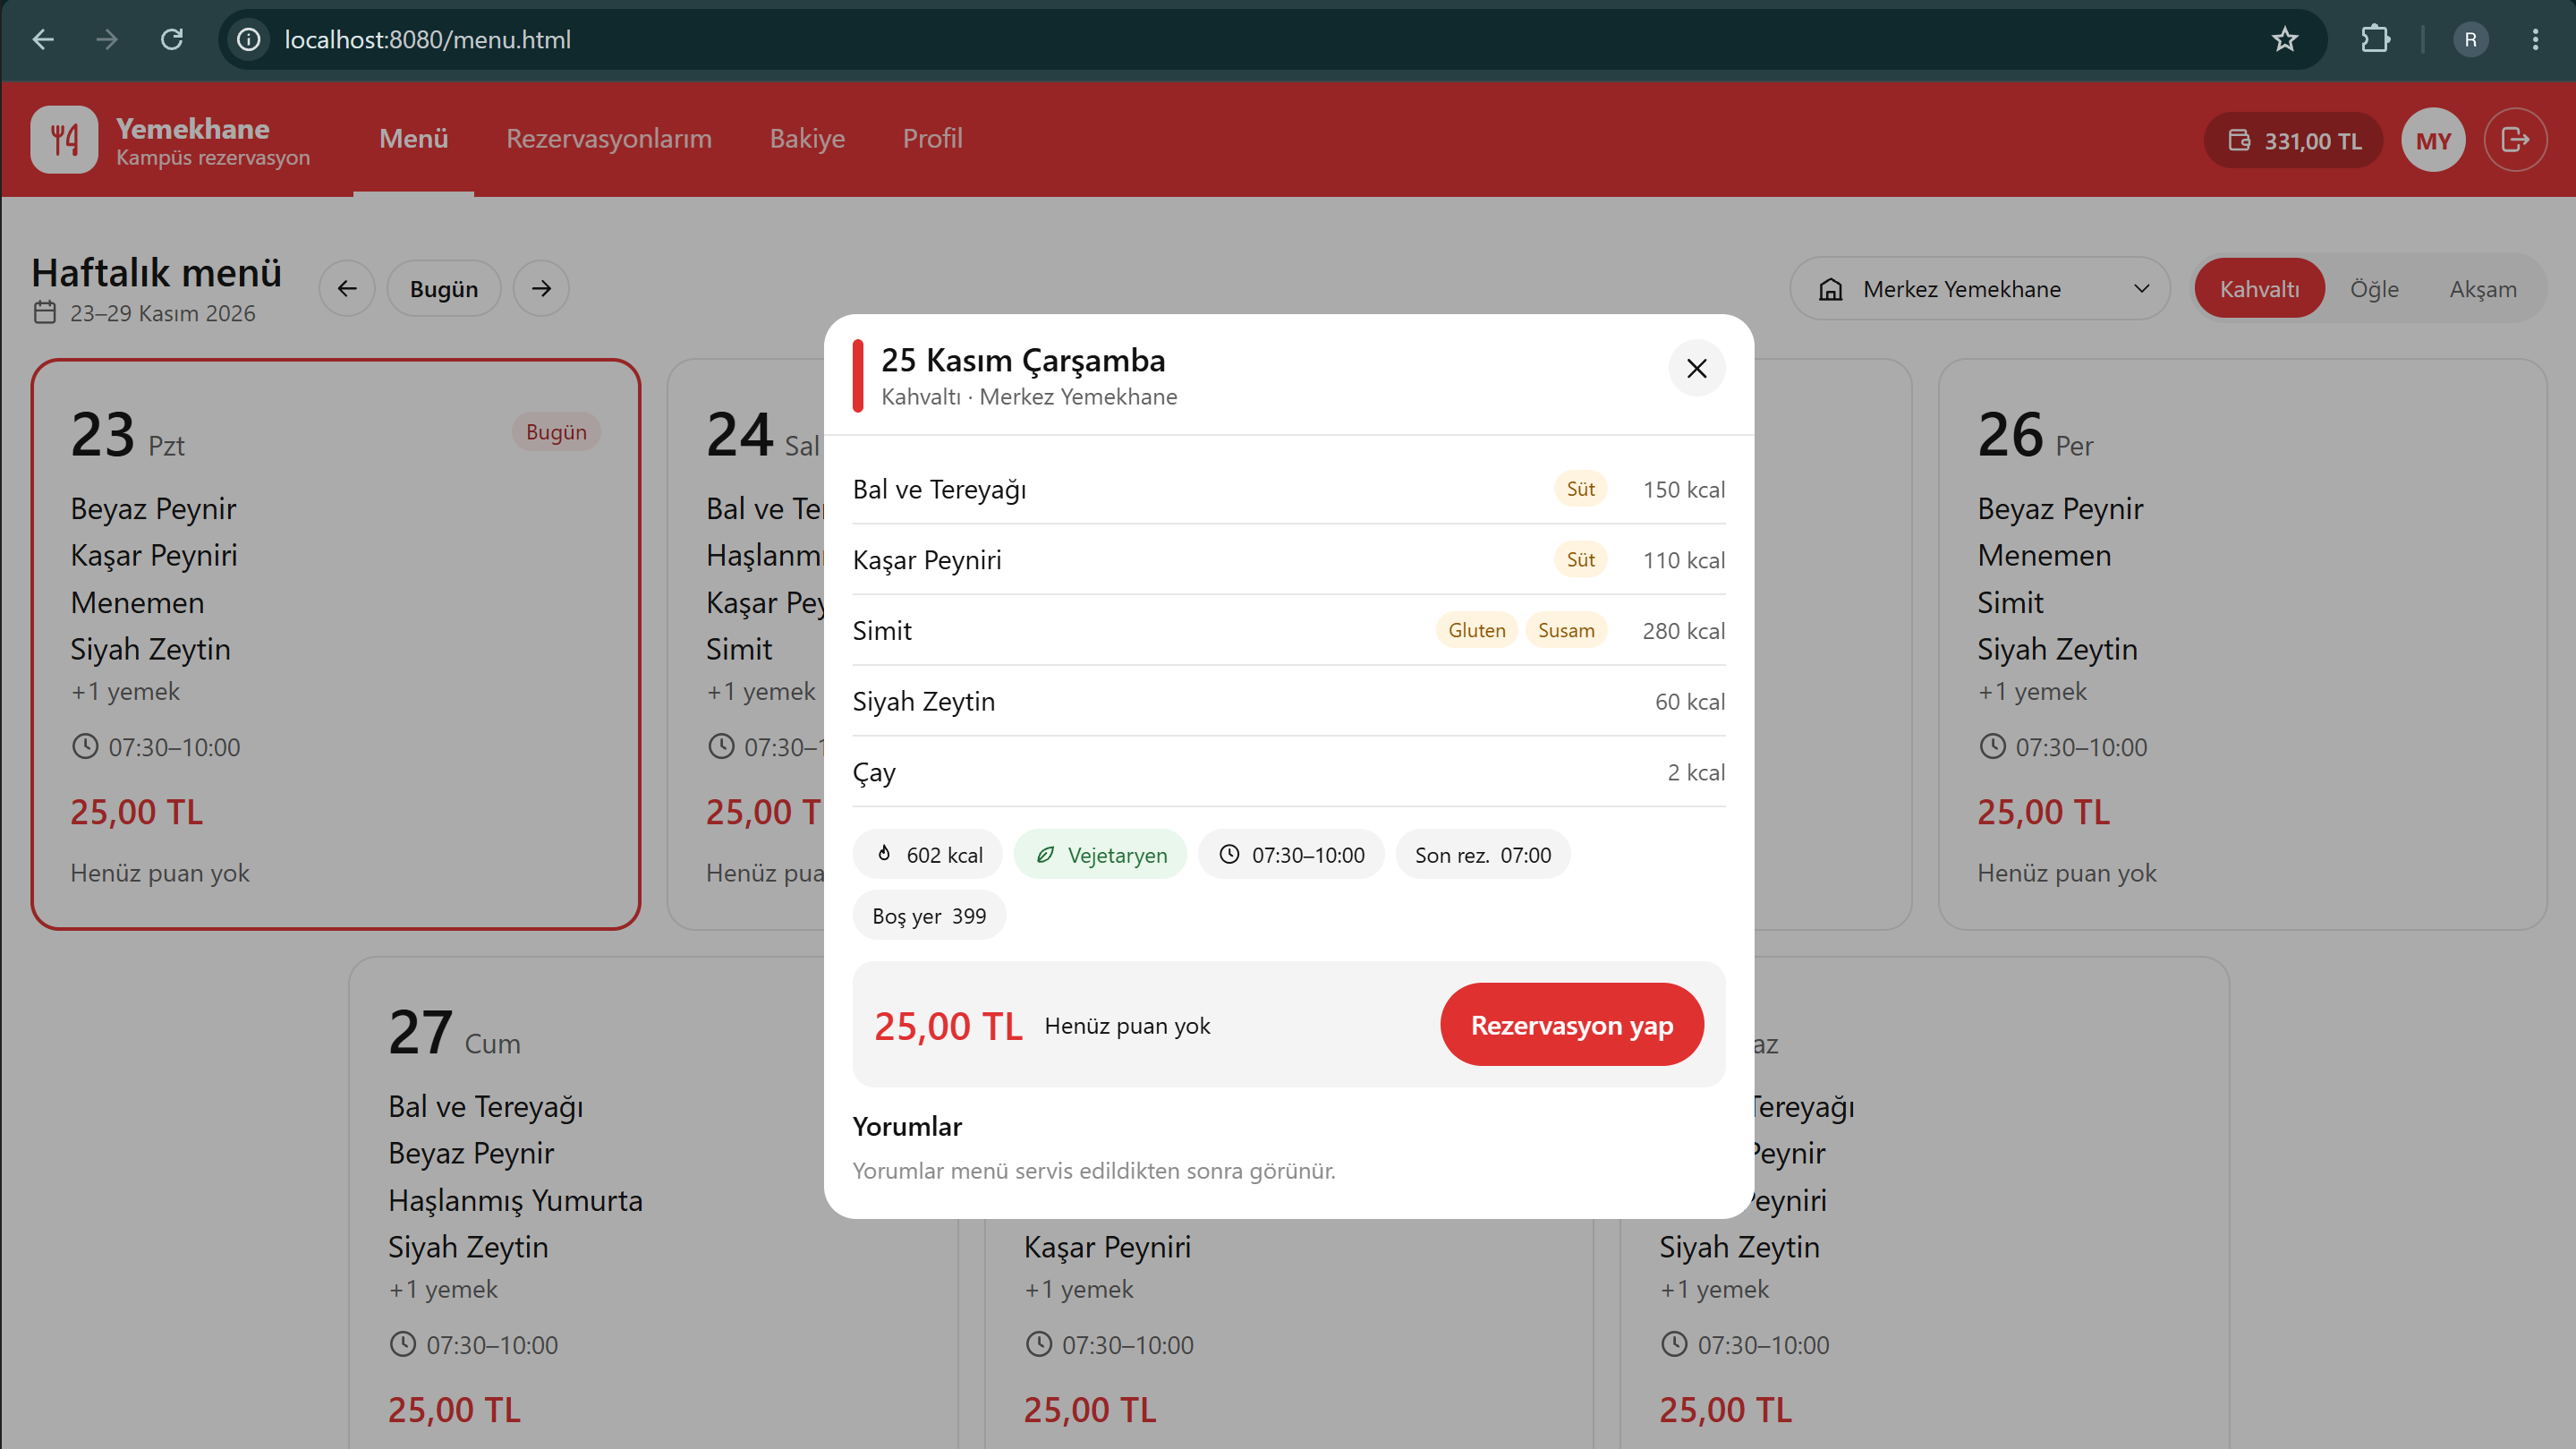 localhost:8080/menu.html
R
Yemekhane
Kampüs rezervasyon
Menü
Rezervasyonlarım
Bakiye
Profil
331,00 TL
MY
Haftalık menü
23–29 Kasım 2026
Bugün
Merkez Yemekhane
Kahvaltı
Öğle
Akşam
23 Pzt
Bugün
Beyaz Peynir
Kaşar Peyniri
Menemen
Siyah Zeytin
+1 yemek
07:30–10:00
25,00 TL
Henüz puan yok
24 Sal
Bal ve
Simit
+1 yemek
25,00
Henüz
25 Kasım Çarşamba
Kahvaltı · Merkez Yemekhane
Bal ve Tereyağı
Süt
150 kcal
Kaşar Peyniri
Süt
110 kcal
Simit
Gluten
Susam
280 kcal
Siyah Zeytin
60 kcal
Çay
2 kcal
602 kcal
Vejetaryen
07:30–10:00
Son rez. 07:00
Boş yer 399
25,00 TL
Henüz puan yok
Rezervasyon yap
Yorumlar
Yorumlar menü servis edildikten sonra görünür.
26 Per
Beyaz Peynir
Menemen
Simit
Siyah Zeytin
+1 yemek
07:30–10:00
25,00 TL
Henüz puan yok
27 Cum
Bal ve Tereyağı
Beyaz Peynir
Haşlanmış Yumurta
Siyah Zeytin
+1 yemek
07:30–10:00
25,00 TL
Kaşar Peyniri
+1 yemek
07:30–10:00
25,00 TL
Tereyağı
Peynir
Peyniri
Siyah Zeytin
+1 yemek
07:30–10:00
25,00 TL